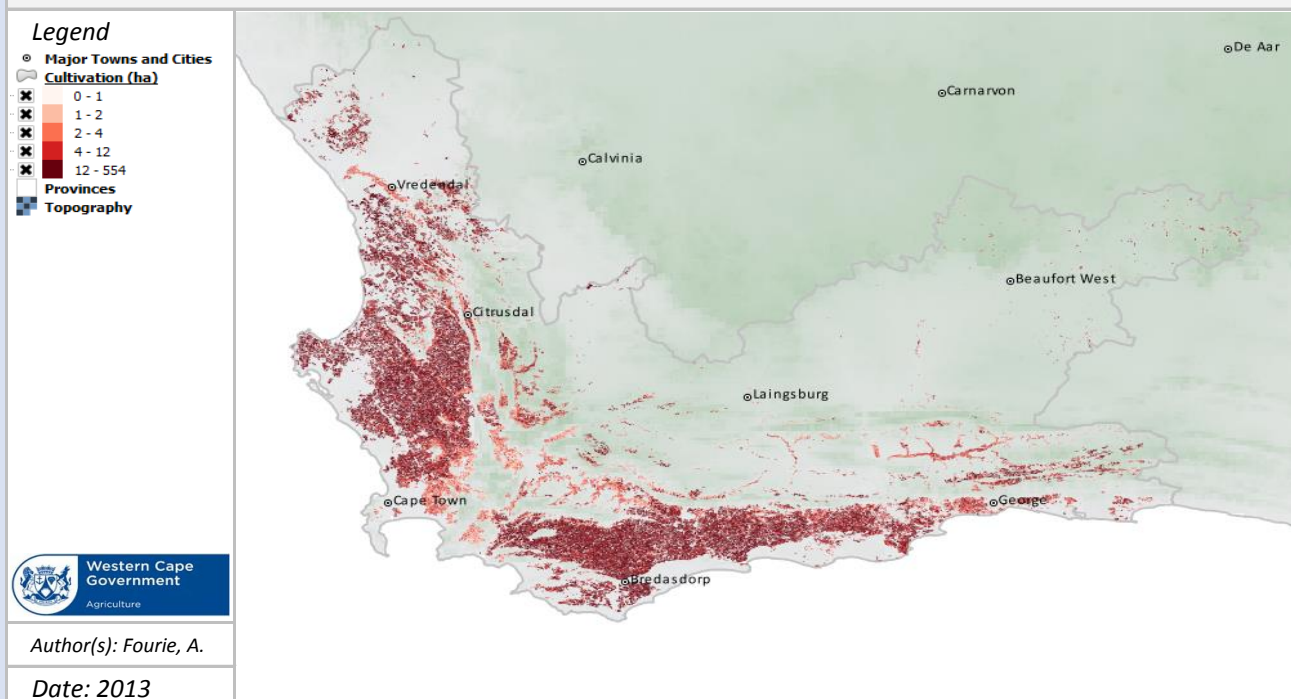 Legend
Major Towns and Cities
Cultivation (ha)
0 - 1
1 - 2
2 - 4
4 - 12
12 - 554
Provinces
Topography
Western Cape
Government
Agriculture
Author(s): Fourie, A.
Date: 2013
De Aar
Carnarvon
Calvinia
Vredendal
Beaufort West
Citrusdal
Laingsburg
Cape Town
George
Bredasdorp